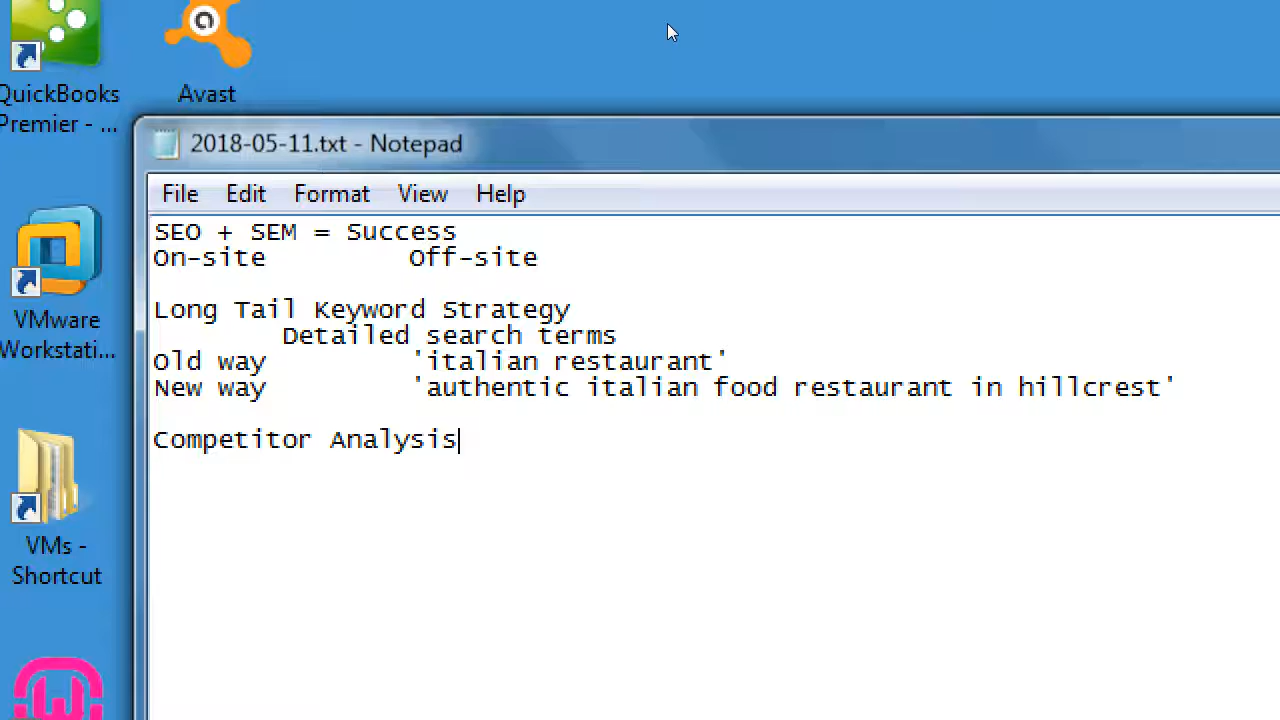 QuickBooks
Premier - ...
Avast
2018-05-11.txt - Notepad
File Edit Format View Help
SEO + SEM = Success
On-site Off-site
Long Tail Keyword Strategy
Detailed search terms
Old way 'italian restaurant'
New way 'authentic italian food restaurant in hillcrest'
Competitor Analysis
VMware
Workstati...
VMs -
Shortcut